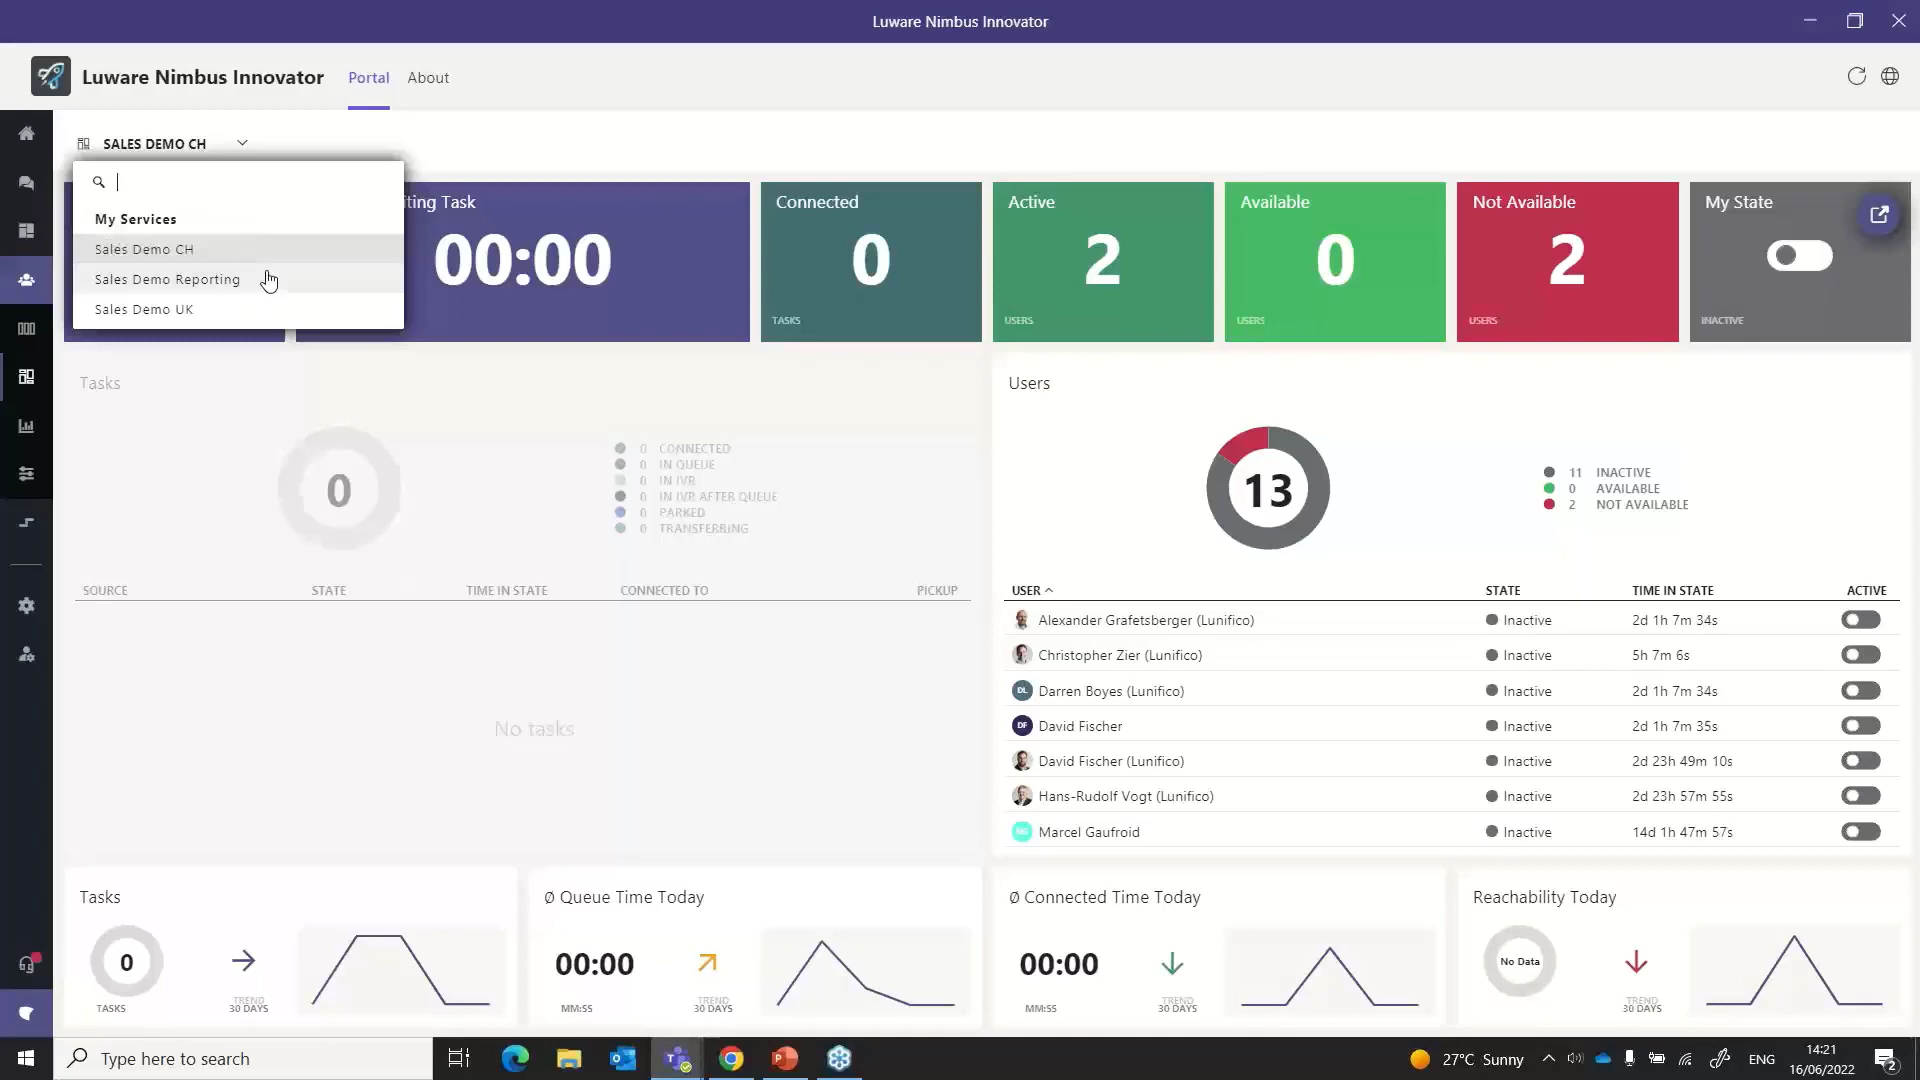 Luware Nimbus Innovator
Luware Nimbus Innovator Portal About
SALES DEMO CH
My Services
Sales Demo CH
Sales Demo Reporting
Sales Demo UK
iting Task
00:00
Connected
0
TASKS
Active
2
USERS
Available
0
USERS
Not Available
2
USERS
My State
INACTIVE
Tasks
0
0 CONNECTED
0 IN QUEUE
0 IN IVR
0 IN IVR AFTER QUEUE
0 PARKED
0 TRANSFERRING
SOURCE STATE TIME IN STATE CONNECTED TO PICKUP
No tasks
Users
13
11 INACTIVE
0 AVAILABLE
2 NOT AVAILABLE
USER STATE TIME IN STATE ACTIVE
Alexander Grafetsberger (Lunifico) Inactive 2d 1h 7m 34s
Christopher Zier (Lunifico) Inactive 5h 7m 6s
DL Darren Boyes (Lunifico) Inactive 2d 1h 7m 34s
DF David Fischer Inactive 2d 1h 7m 35s
David Fischer (Lunifico) Inactive 2d 23h 49m 10s
Hans-Rudolf Vogt (Lunifico) Inactive 2d 23h 57m 55s
Marcel Gaufroid Inactive 14d 1h 47m 57s
Tasks
0
TASKS
TREND
30 DAYS
Ø Queue Time Today
00:00
MM:SS
TREND
30 DAYS
Ø Connected Time Today
00:00
MM:SS
TREND
30 DAYS
Reachability Today
No Data
TREND
30 DAYS
Type here to search
27°C Sunny
ENG
14:21
16/06/2022
2